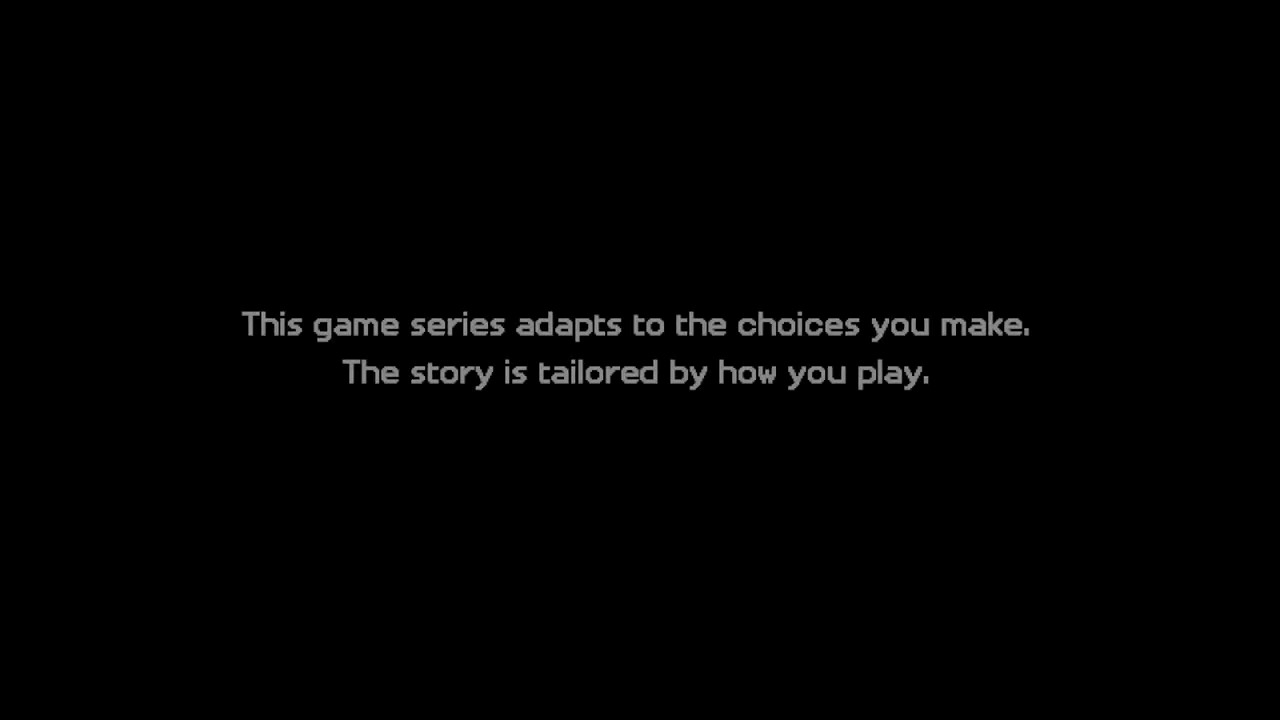 This game series adapts to the choices you make.
The story is tailored by how you play.